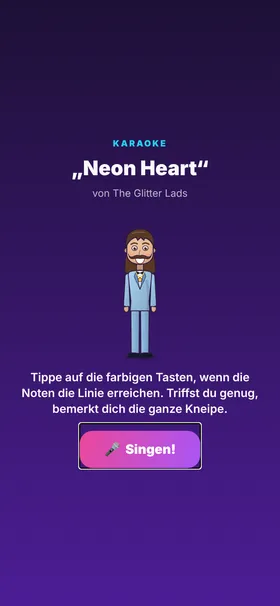 KARAOKE
„Neon Heart“
von The Glitter Lads
Tippe auf die farbigen Tasten, wenn die
Noten die Linie erreichen. Triffst du genug,
bemerkt dich die ganze Kneipe.
🎤 Singen!